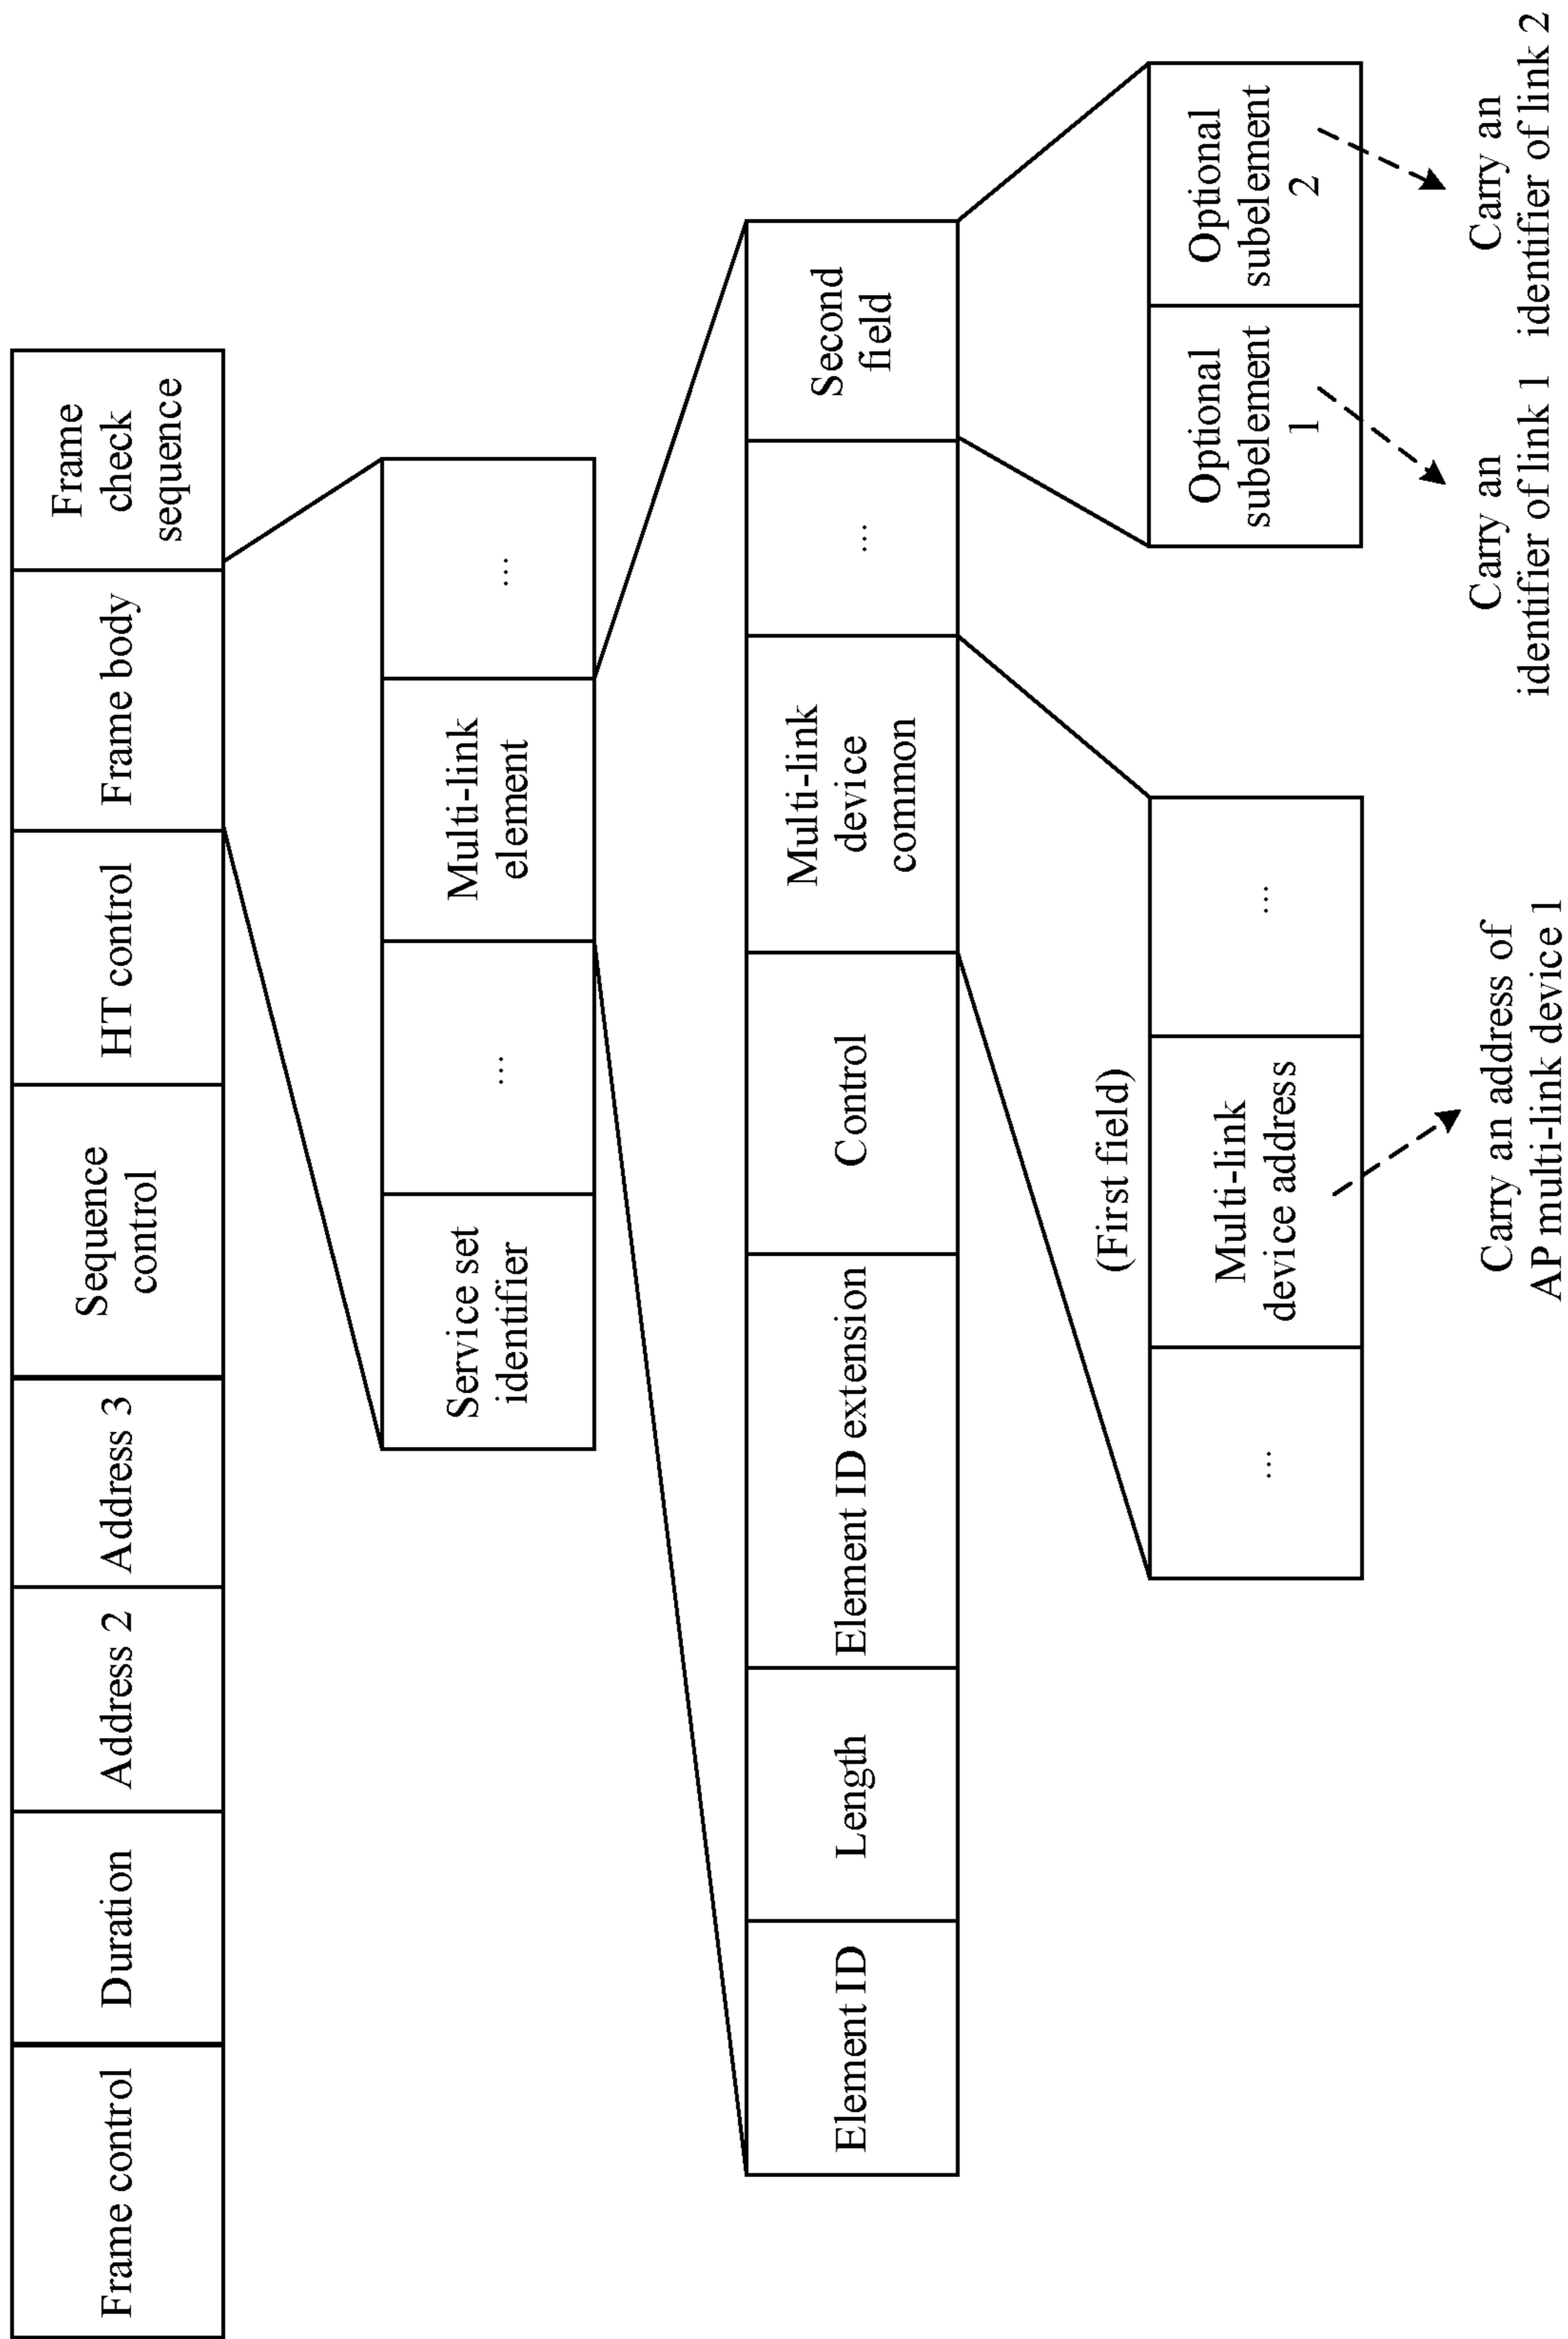 Frame control
Duration
Address 2
Address 3
Sequence
control
HT control
Frame body
Frame
check
sequence
Service set
identifier
...
Multi-link
element
...
Element ID
Length
Element ID extension
Control
Multi-link
device
common
...
Second
field
(First field)
...
Multi-link
device address
...
Carry an address of
AP multi-link device 1
Optional
subelement
1
Optional
subelement
2
Carry an
identifier of link 1
Carry an
identifier of link 2